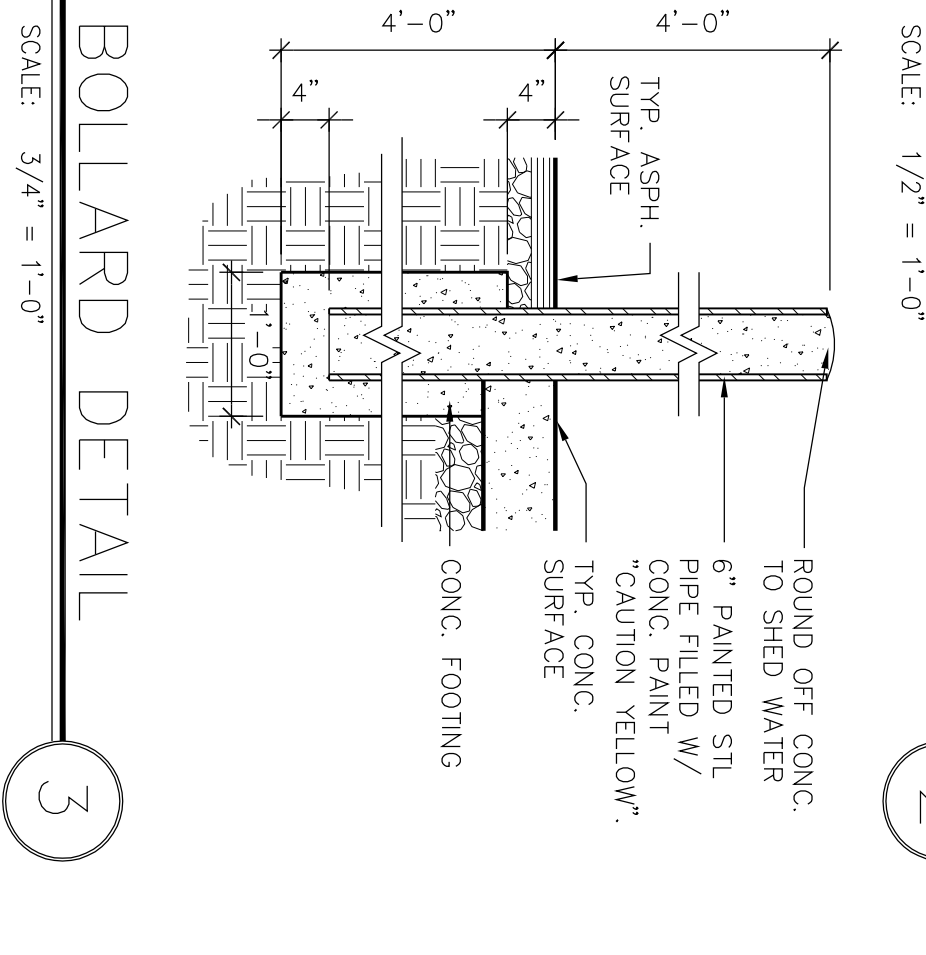 SCALE: 1/2" = 1'-0"
4'-0"
4'-0"
4"
4"
TYP. ASPH.
SURFACE
ROUND OFF CONC.
TO SHED WATER
6" PAINTED STL
PIPE FILLED W/
CONC. PAINT
"CAUTION YELLOW".
TYP. CONC.
SURFACE
CONC. FOOTING
BOLLARD DETAIL
SCALE: 3/4" = 1'-0"
3